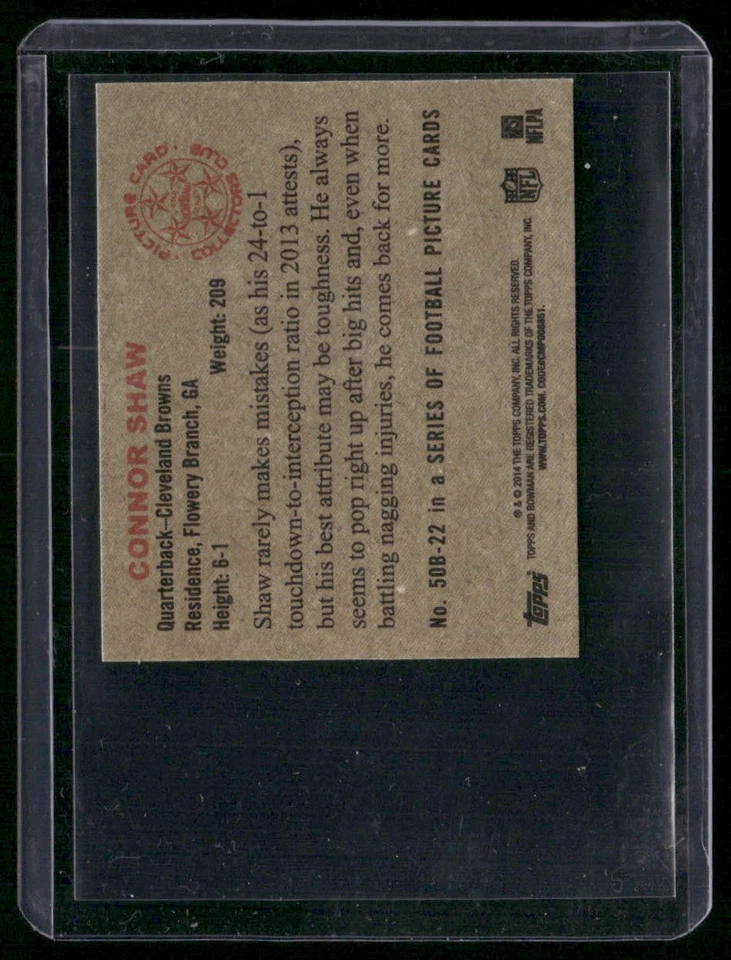 CONNOR SHAW
Quarterback–Cleveland Browns
Residence, Flowery Branch, GA
Height: 6-1 Weight: 209
PICTURE CARD · COLLECTORS
Shaw rarely makes mistakes (as his 24-to-1
touchdown-to-interception ratio in 2013 attests),
but his best attribute may be toughness. He always
seems to pop right up after big hits and, even when
battling nagging injuries, he comes back for more.
No. 50B-22 in a SERIES OF FOOTBALL PICTURE CARDS
Topps
® & © 2014 THE TOPPS COMPANY, INC. ALL RIGHTS RESERVED.
TOPPS AND BOWMAN ARE REGISTERED TRADEMARKS OF THE TOPPS COMPANY, INC.
WWW.TOPPS.COM.
NFL
NFLPA